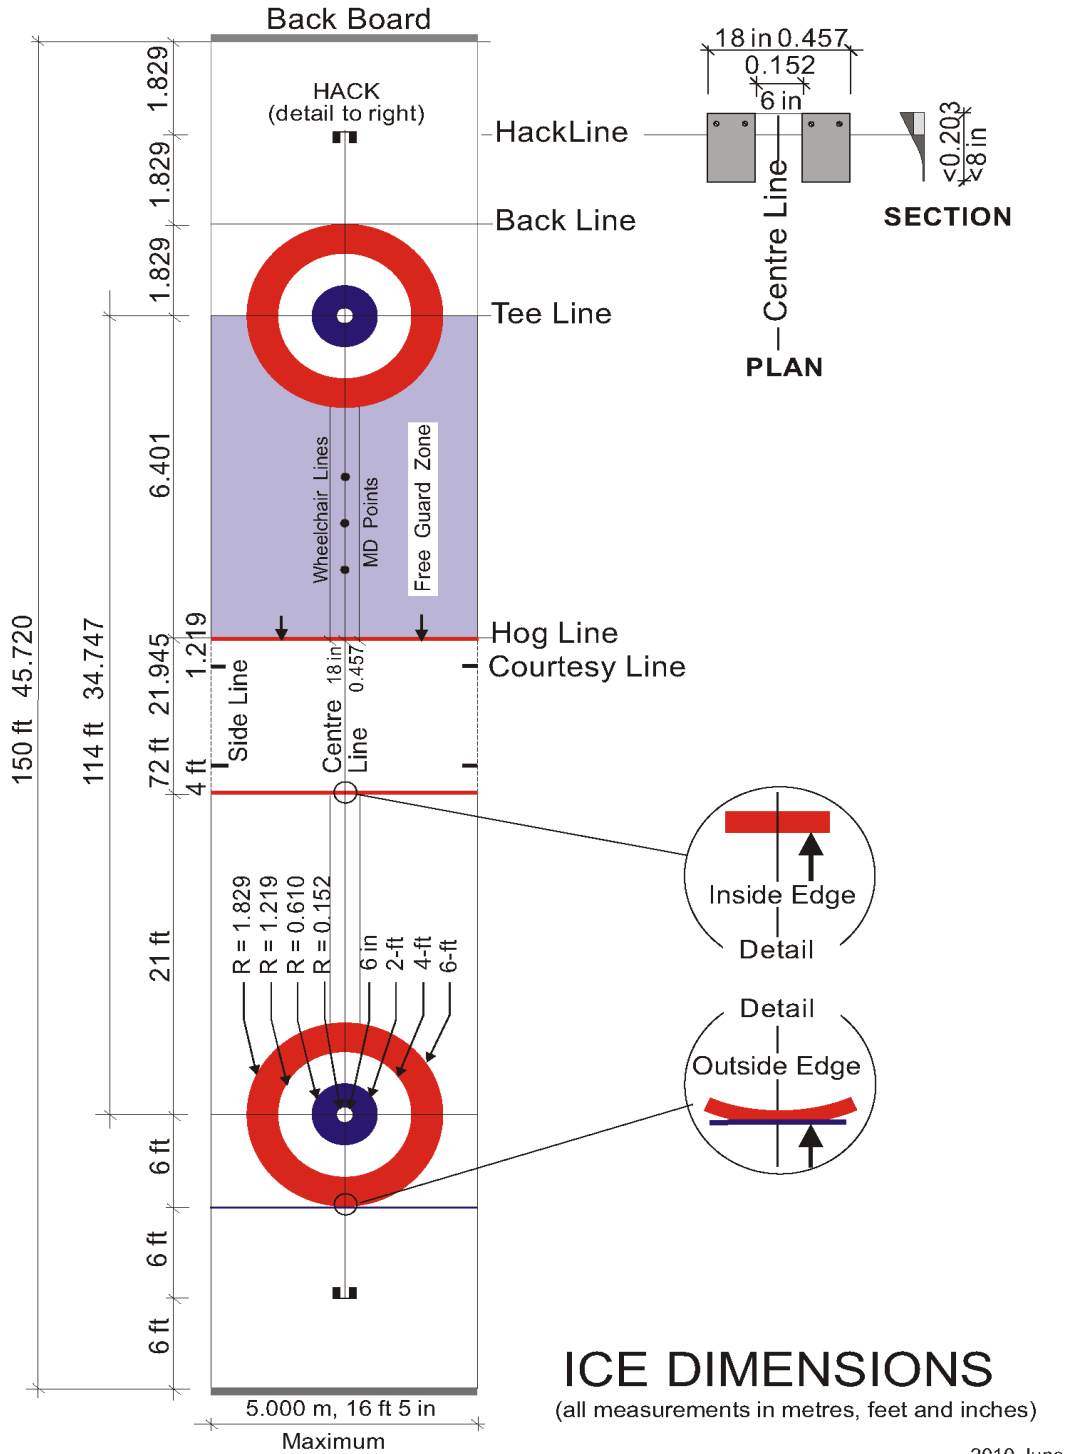 Back Board
HACK
(detail to right)
HackLine
Back Line
Tee Line
Hog Line
Courtesy Line
1.829
1.829
1.829
6.401
150 ft 45.720
114 ft 34.747
72 ft 21.945
4 ft
1.219
21 ft
6 ft
6 ft
6 ft
Wheelchair Lines
MD Points
Free Guard Zone
Side Line
Centre
Line
18 in
0.457
R = 1.829
R = 1.219
R = 0.610
R = 0.152
6 in
2-ft
4-ft
6-ft
5.000 m, 16 ft 5 in
Maximum
18 in 0.457
0.152
6 in
Centre Line
PLAN
<0.203
<8 in
SECTION
Inside Edge
Detail
Detail
Outside Edge
ICE DIMENSIONS
(all measurements in metres, feet and inches)
2010 June